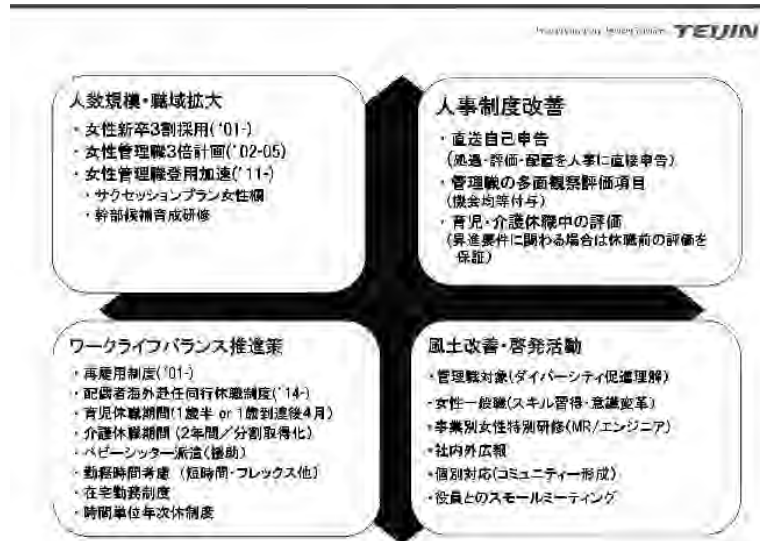 TEIJIN
人数規模・職域拡大
・女性新卒3割採用('01-)
・女性管理職3倍計画('02-05)
・女性管理職登用加速('11-)
・サクセッションプラン女性欄
・幹部候補育成研修
人事制度改善
・直送自己申告
(処遇・評価・配置を人事に直接申告)
・管理職の多面観察評価項目
(機会均等付与)
・育児・介護休職中の評価
(昇進要件に関わる場合は休職前の評価を
保証)
ワークライフバランス推進策
・再雇用制度('01-)
・配偶者海外赴任同行休職制度('14-)
・育児休職期間(1歳半 or 1歳到達後4月)
・介護休職期間 (2年間/分割取得化)
・ベビーシッター派遣(援助)
・勤務時間考慮 (短時間・フレックス他)
・在宅勤務制度
・時間単位年次休制度
風土改善・啓発活動
・管理職対象(ダイバーシティ促進理解)
・女性一般職(スキル習得・意識変革)
・事業別女性特別研修(MR/エンジニア)
・社内外広報
・個別対応(コミュニティー形成)
・役員とのスモールミーティング